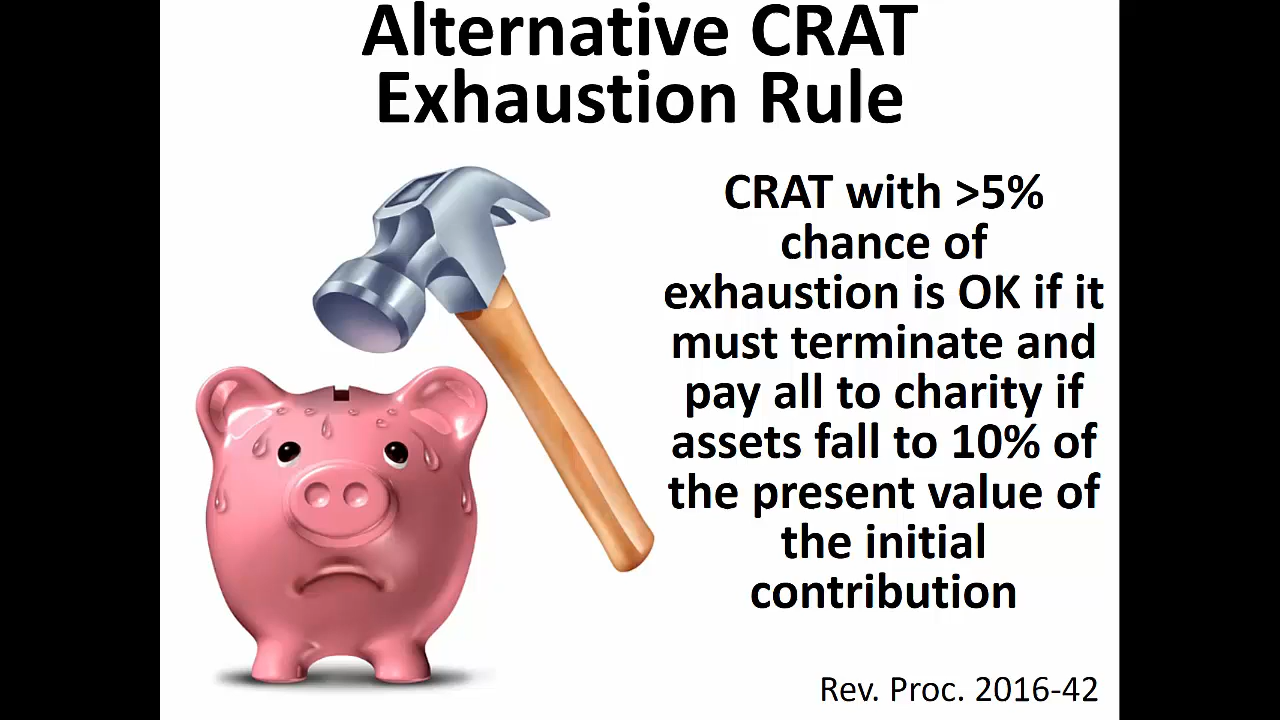 Alternative CRAT
Exhaustion Rule
CRAT with >5%
chance of
exhaustion is OK if it
must terminate and
pay all to charity if
assets fall to 10% of
the present value of
the initial
contribution
Rev. Proc. 2016-42